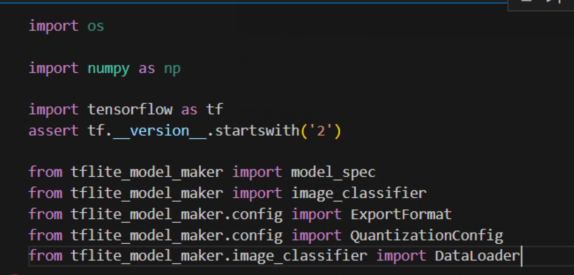 import os
import numpy as np
import tensorflow as tf
assert tf.__version__.startswith('2')
from tflite_model_maker import model_spec
from tflite_model_maker import image_classifier
from tflite_model_maker.config import ExportFormat
from tflite_model_maker.config import QuantizationConfig
from tflite_model_maker.image_classifier import DataLoader